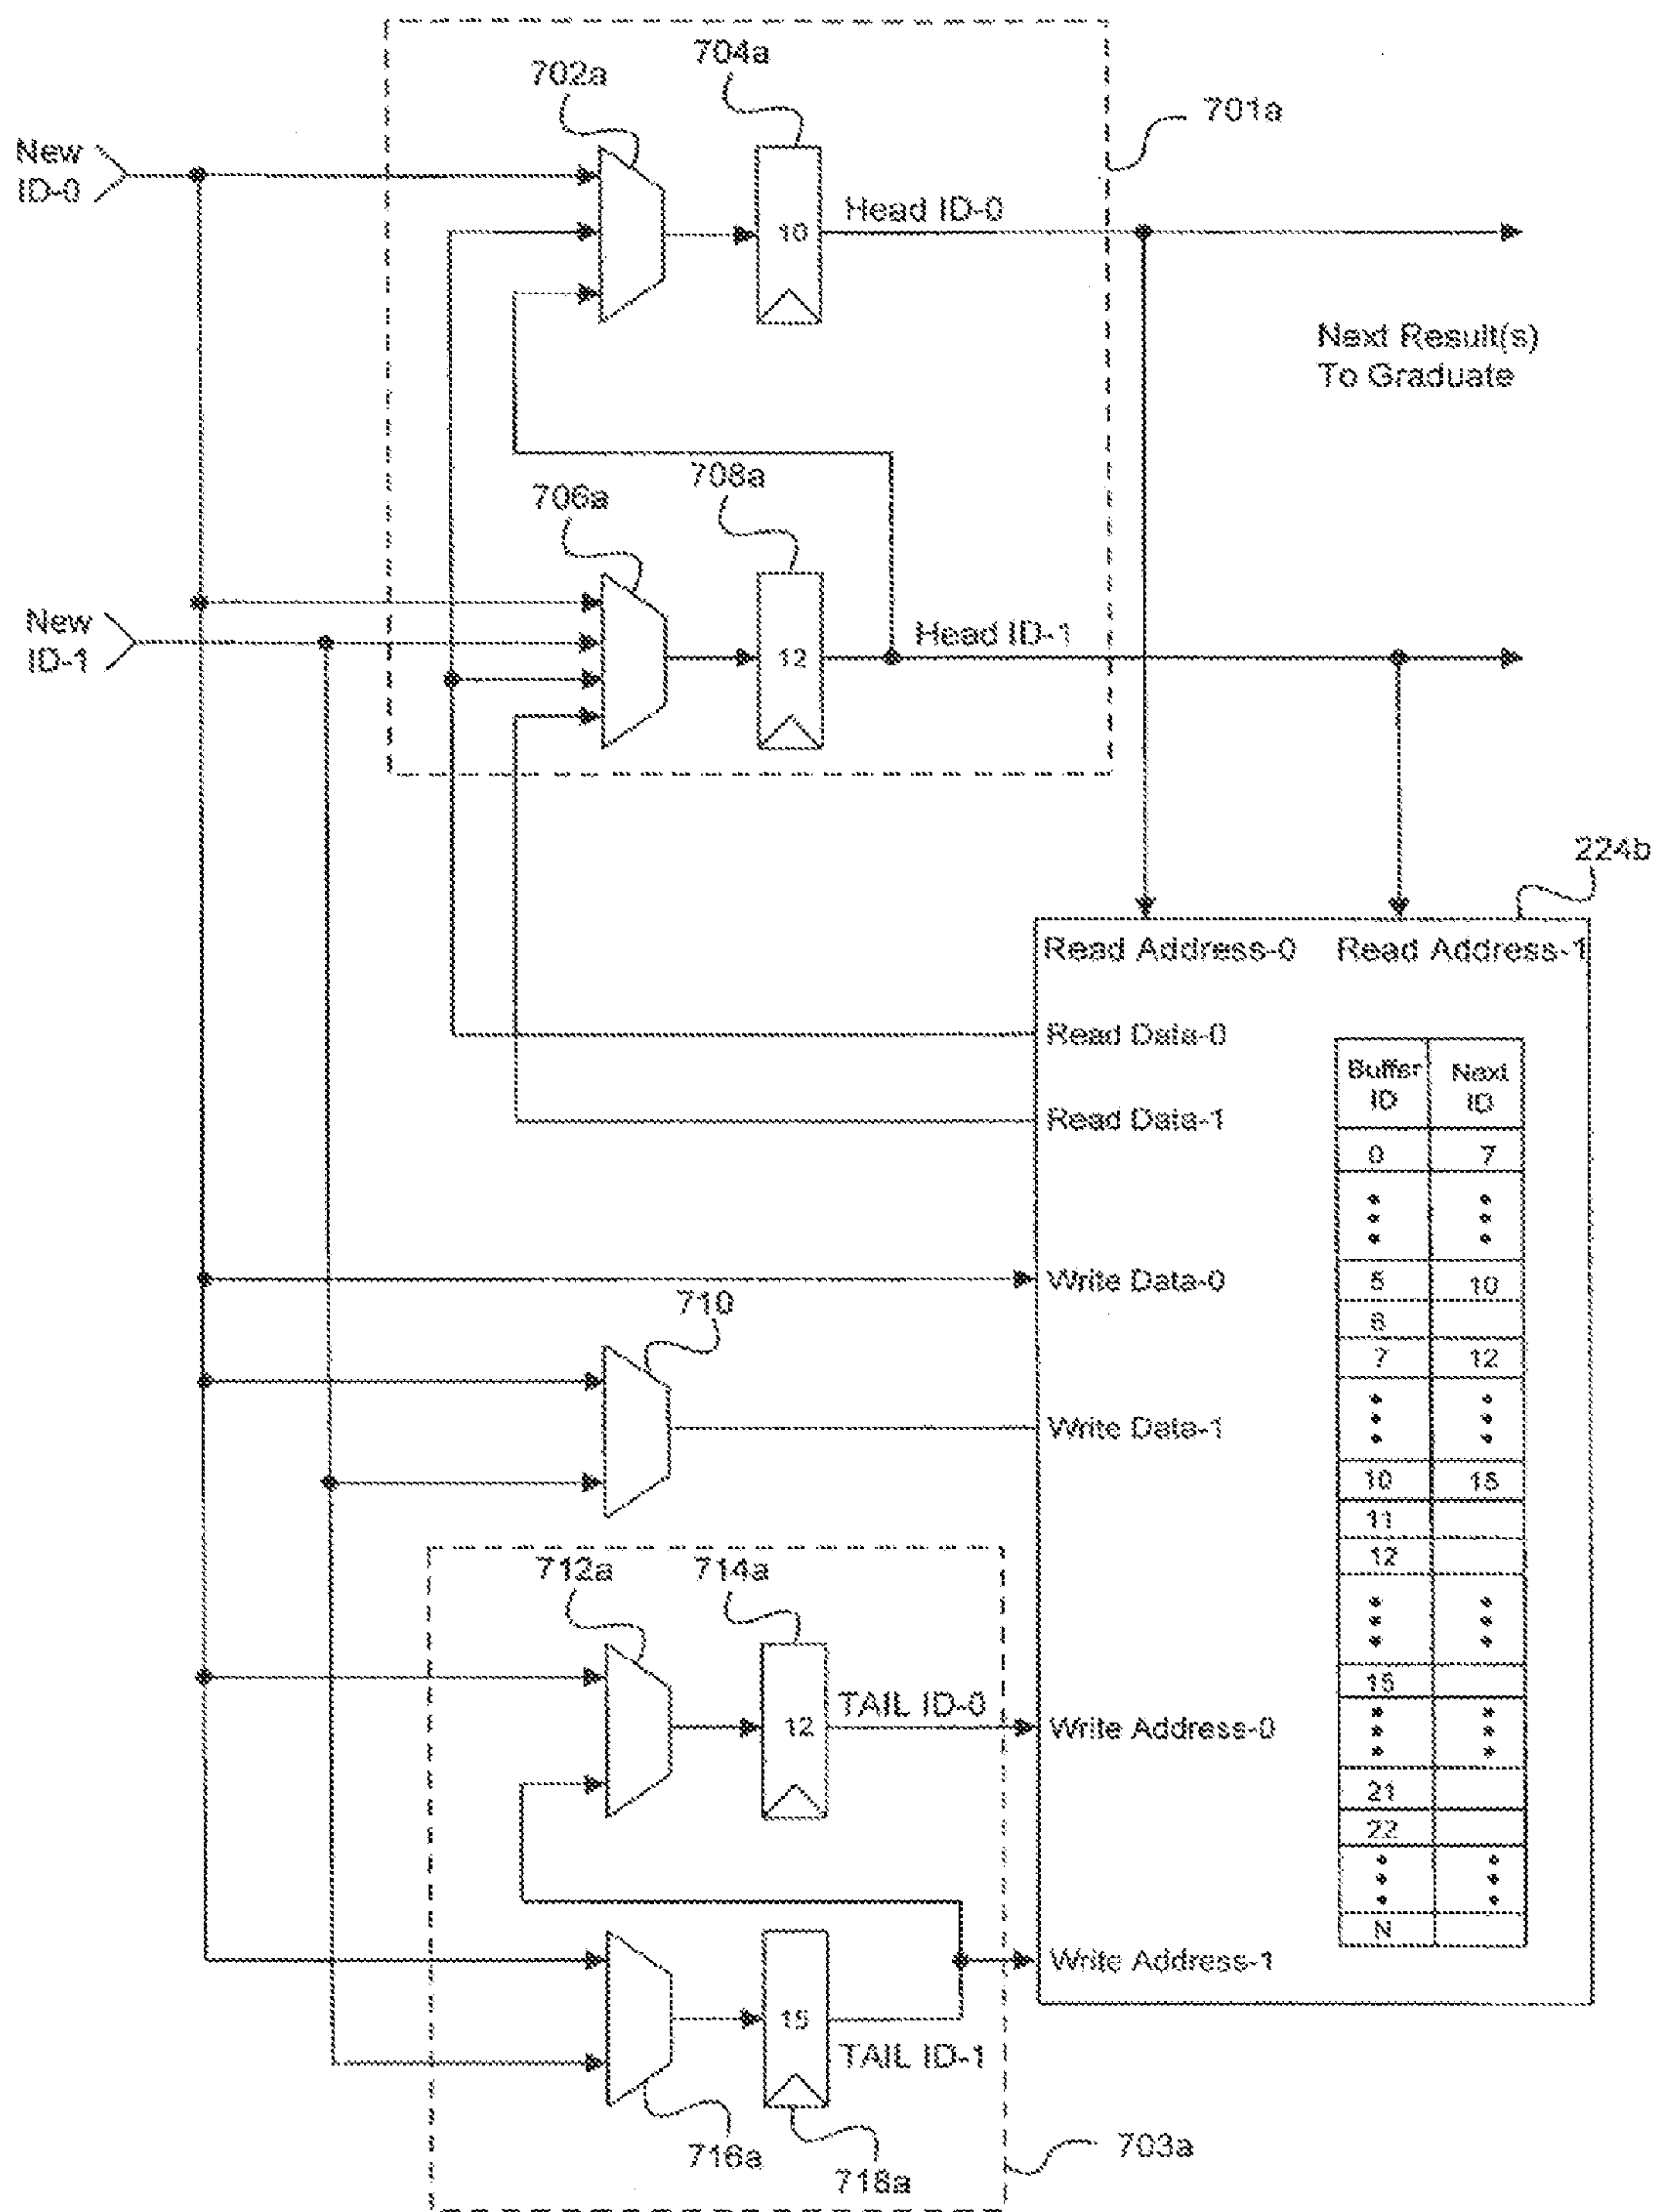 704a
702a
701a
New
ID-0
Head ID-0
10
Next Result(s)
To Graduate
708a
706a
New
ID-1
Head ID-1
12
224b
Read Address-0 Read Address-1
Read Data-0
Buffer ID Next ID
Read Data-1
0 7
Write Data-0
5 10
710
6
7 12
Write Data-1
10 15
11
12
712a 714a
15
TAIL ID-0
12
Write Address-0
21
22
N
Write Address-1
15
TAIL ID-1
716a
718a
703a